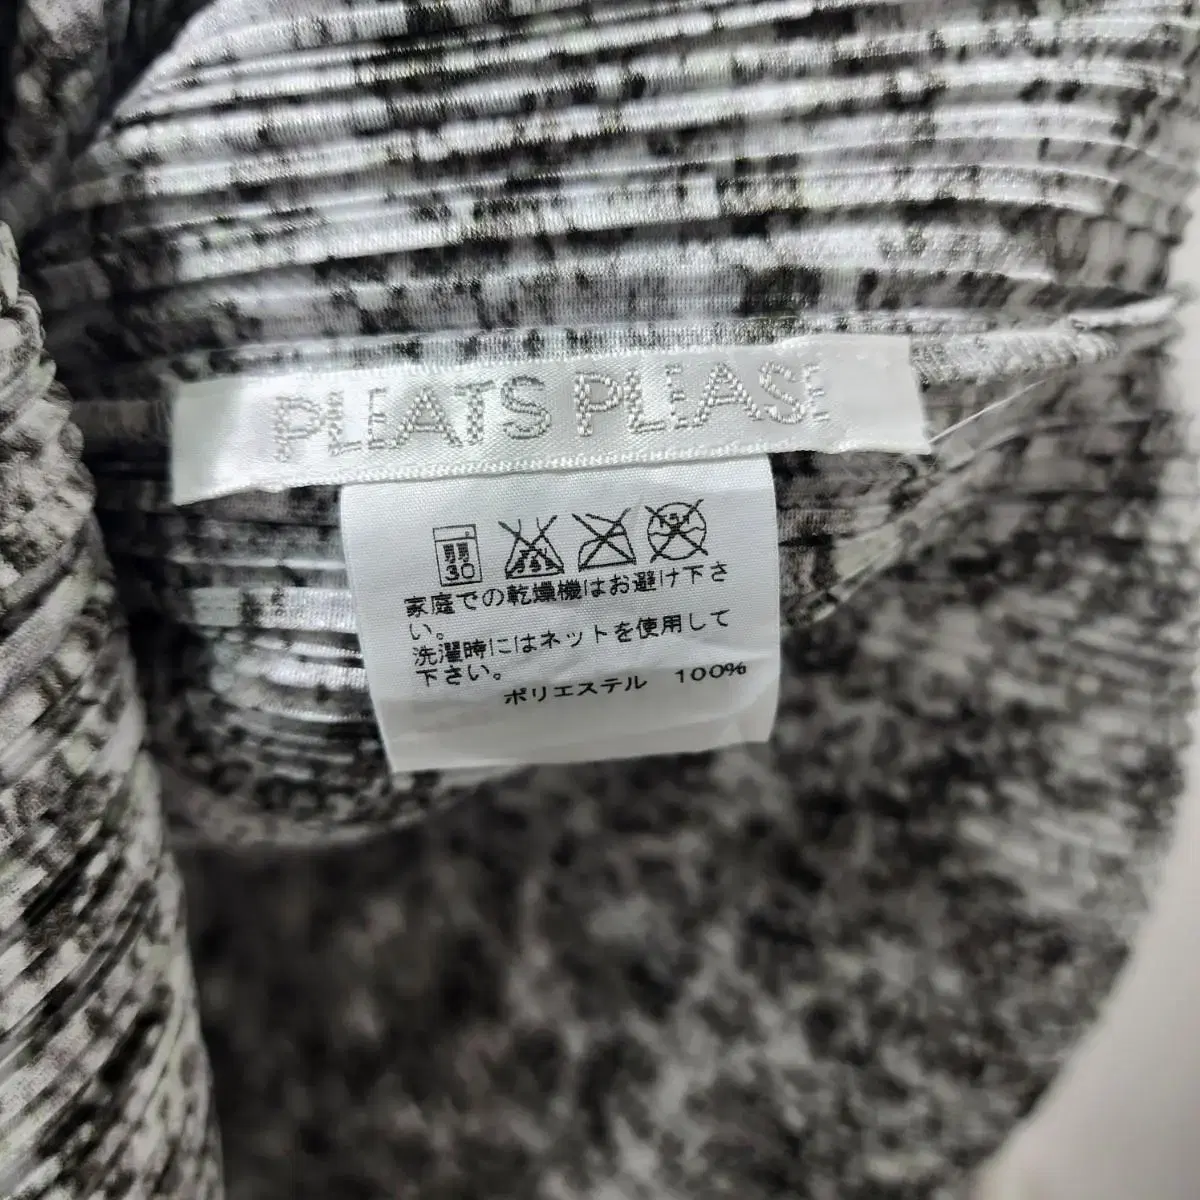 PLEATS PLEASE
弱
30
家庭での乾燥機はお避け下さ
い。
洗濯時にはネットを使用して
下さい。
ポリエステル 100%